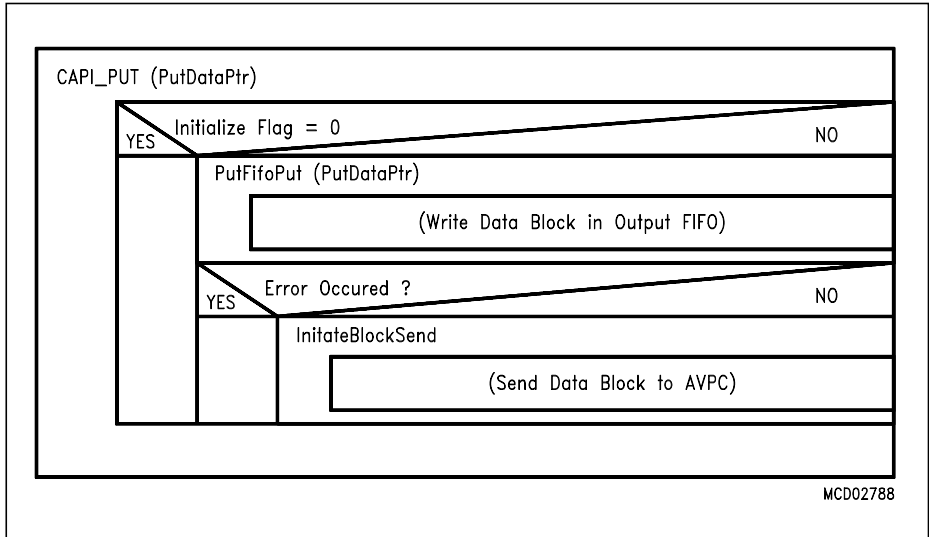 CAPI_PUT (PutDataPtr)
Initialize Flag = 0
YES
NO
PutFifoPut (PutDataPtr)
(Write Data Block in Output FIFO)
Error Occured ?
YES
NO
InitateBlockSend
(Send Data Block to AVPC)
MCD02788